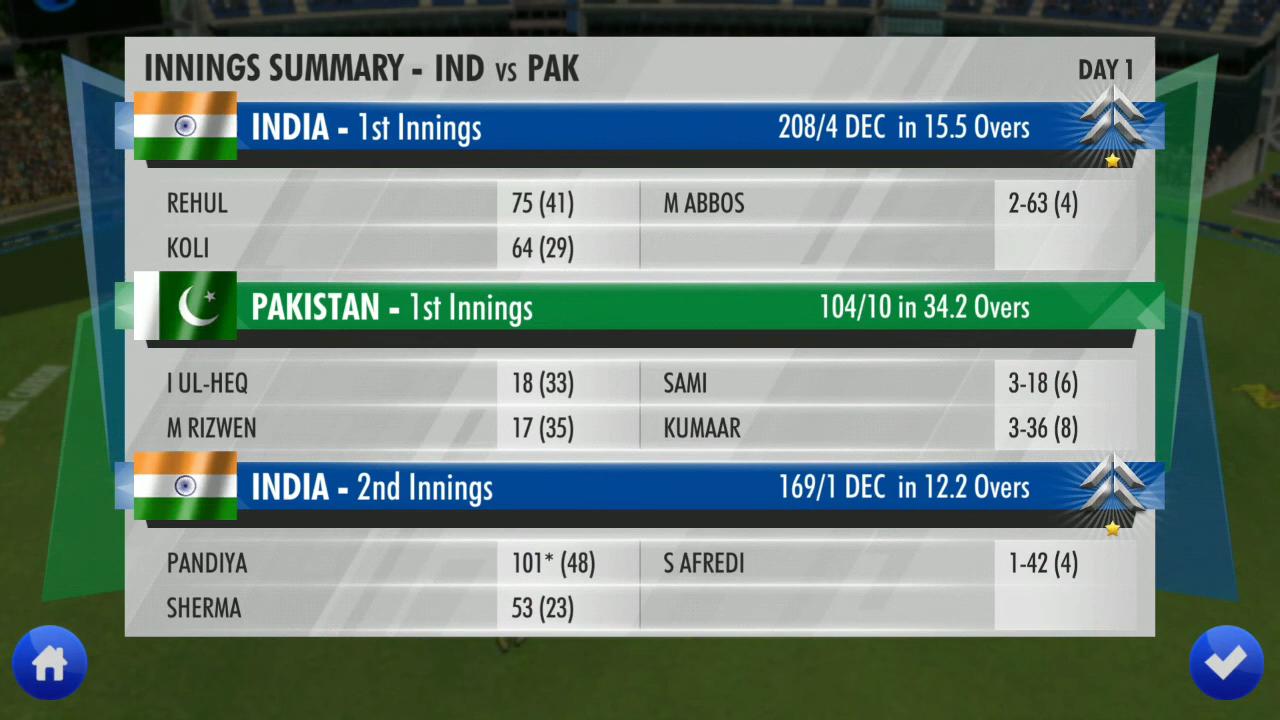 INNINGS SUMMARY - IND vs PAK DAY 1
INDIA - 1st Innings 208/4 DEC in 15.5 Overs
REHUL 75 (41) M ABBOS 2-63 (4)
KOLI 64 (29)
PAKISTAN - 1st Innings 104/10 in 34.2 Overs
I UL-HEQ 18 (33) SAMI 3-18 (6)
M RIZWEN 17 (35) KUMAAR 3-36 (8)
INDIA - 2nd Innings 169/1 DEC in 12.2 Overs
PANDIYA 101* (48) S AFREDI 1-42 (4)
SHERMA 53 (23)